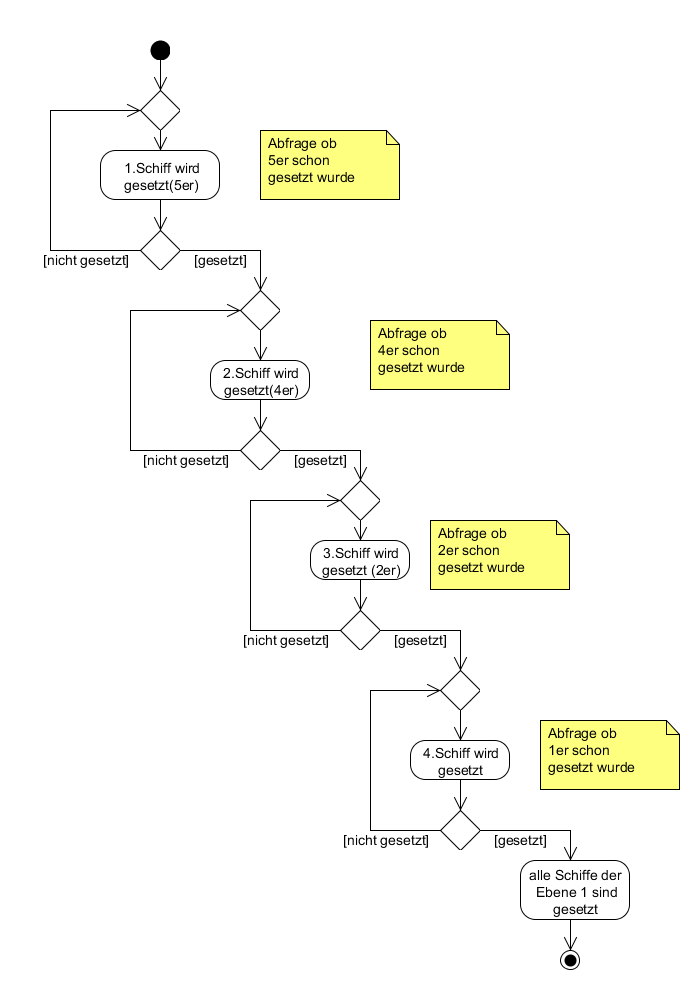 Abfrage ob
5er schon
gesetzt wurde
1.Schiff wird
gesetzt(5er)
[nicht gesetzt]
[gesetzt]
Abfrage ob
4er schon
gesetzt wurde
2.Schiff wird
gesetzt(4er)
[nicht gesetzt]
[gesetzt]
Abfrage ob
2er schon
gesetzt wurde
3.Schiff wird
gesetzt (2er)
[nicht gesetzt]
[gesetzt]
Abfrage ob
1er schon
gesetzt wurde
4.Schiff wird
gesetzt
[nicht gesetzt]
[gesetzt]
alle Schiffe der
Ebene 1 sind
gesetzt